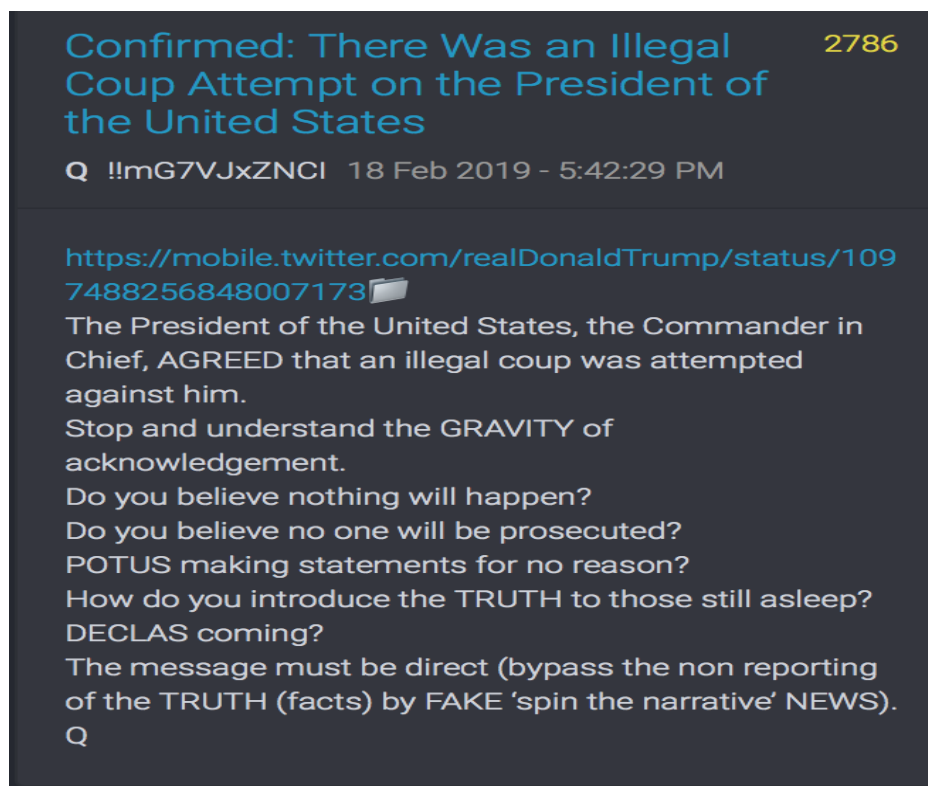 Confirmed: There Was an Illegal 2786
Coup Attempt on the President of
the United States
Q !!mG7VJxZNCI 18 Feb 2019 - 5:42:29 PM
https://mobile.twitter.com/realDonaldTrump/status/109
7488256848007173
The President of the United States, the Commander in
Chief, AGREED that an illegal coup was attempted
against him.
Stop and understand the GRAVITY of
acknowledgement.
Do you believe nothing will happen?
Do you believe no one will be prosecuted?
POTUS making statements for no reason?
How do you introduce the TRUTH to those still asleep?
DECLAS coming?
The message must be direct (bypass the non reporting
of the TRUTH (facts) by FAKE ‘spin the narrative’ NEWS).
Q